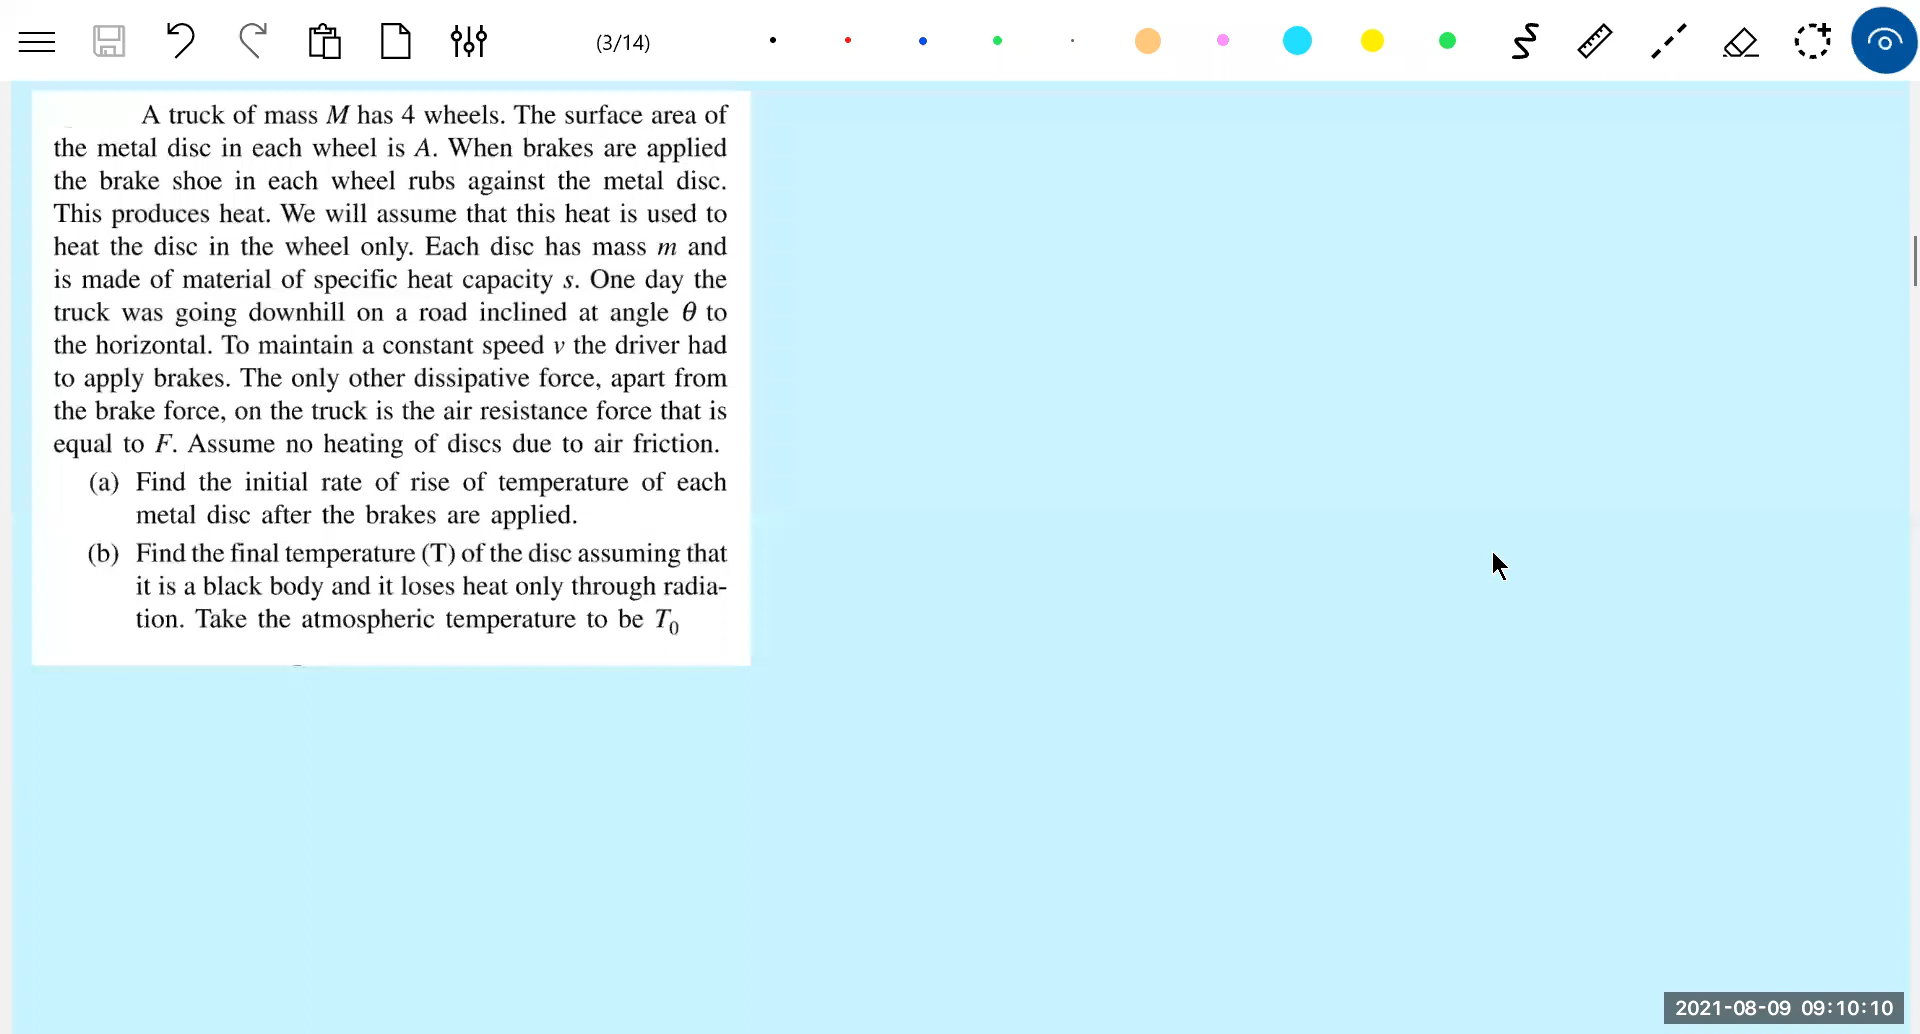 (3/14)
A truck of mass M has 4 wheels. The surface area of
the metal disc in each wheel is A. When brakes are applied
the brake shoe in each wheel rubs against the metal disc.
This produces heat. We will assume that this heat is used to
heat the disc in the wheel only. Each disc has mass m and
is made of material of specific heat capacity s. One day the
truck was going downhill on a road inclined at angle θ to
the horizontal. To maintain a constant speed v the driver had
to apply brakes. The only other dissipative force, apart from
the brake force, on the truck is the air resistance force that is
equal to F. Assume no heating of discs due to air friction.
(a) Find the initial rate of rise of temperature of each
metal disc after the brakes are applied.
(b) Find the final temperature (T) of the disc assuming that
it is a black body and it loses heat only through radia-
tion. Take the atmospheric temperature to be T₀
2021-08-09 09:10:10